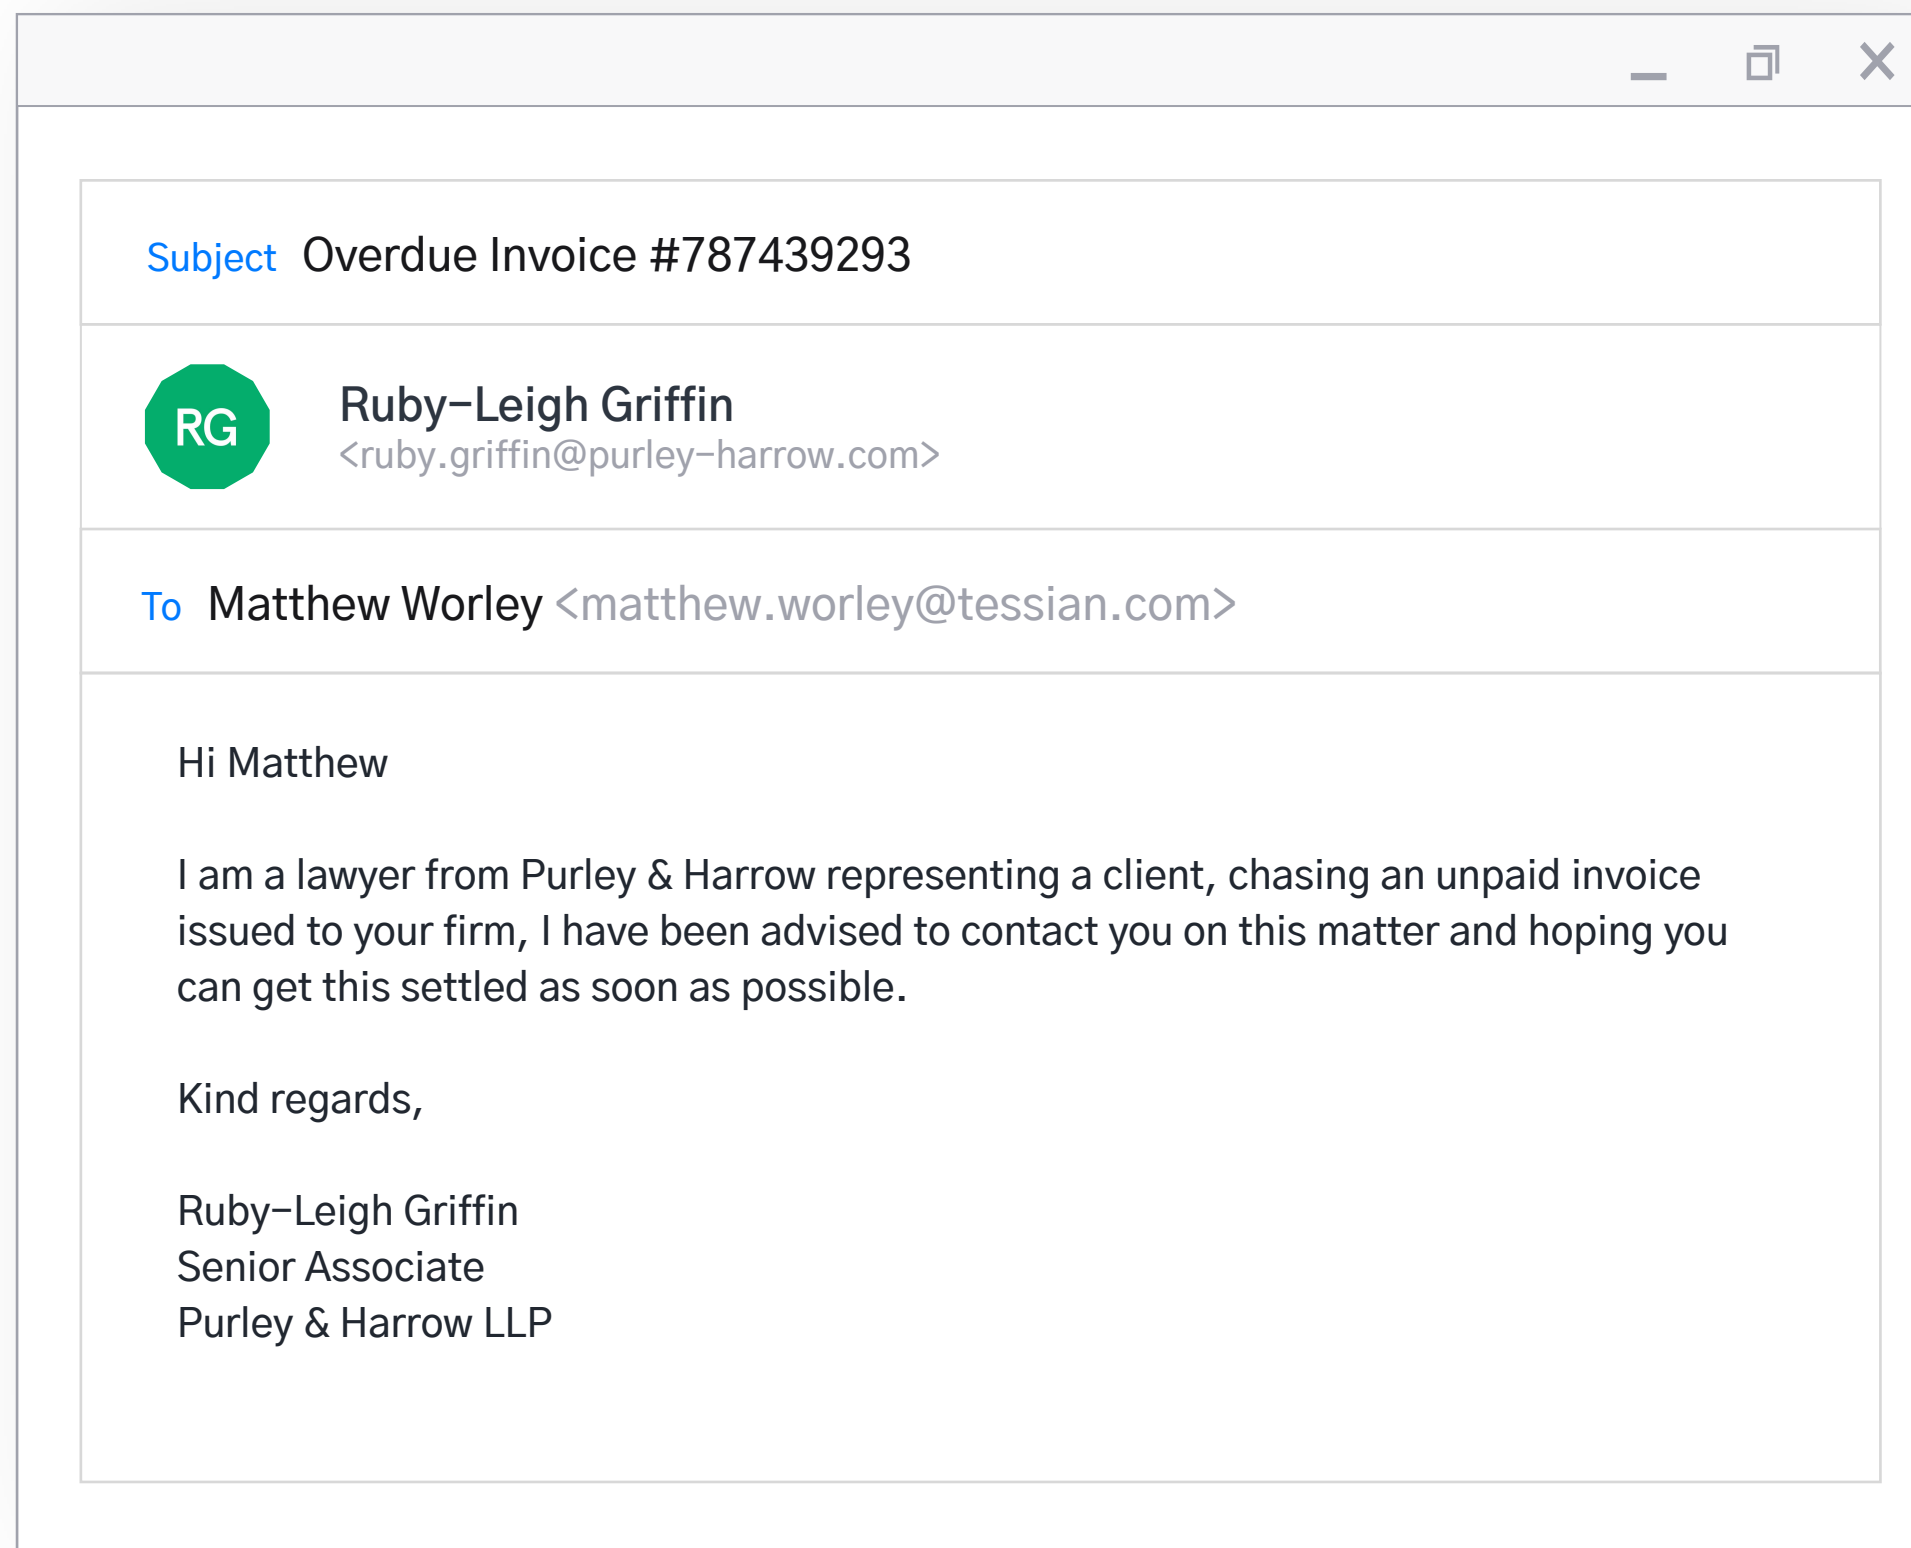 Subject Overdue Invoice #787439293
RG
Ruby-Leigh Griffin
<ruby.griffin@purley-harrow.com>
To Matthew Worley <matthew.worley@tessian.com>
Hi Matthew
I am a lawyer from Purley & Harrow representing a client, chasing an unpaid invoice
issued to your firm, I have been advised to contact you on this matter and hoping you
can get this settled as soon as possible.
Kind regards,
Ruby-Leigh Griffin
Senior Associate
Purley & Harrow LLP